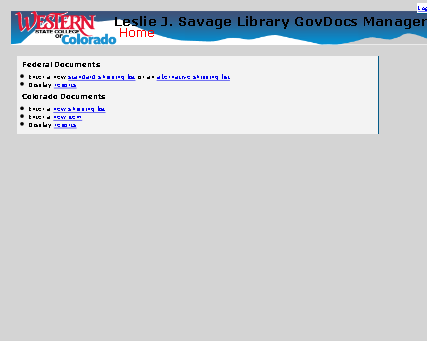 WESTERN
STATE COLLEGE
OF Colorado
Leslie J. Savage Library GovDocs Manager
Log
Home
Federal Documents
Enter a new standard shipping list or an alternative shipping list
Display reports
Colorado Documents
Enter a new shipping list
Enter a new item
Display reports